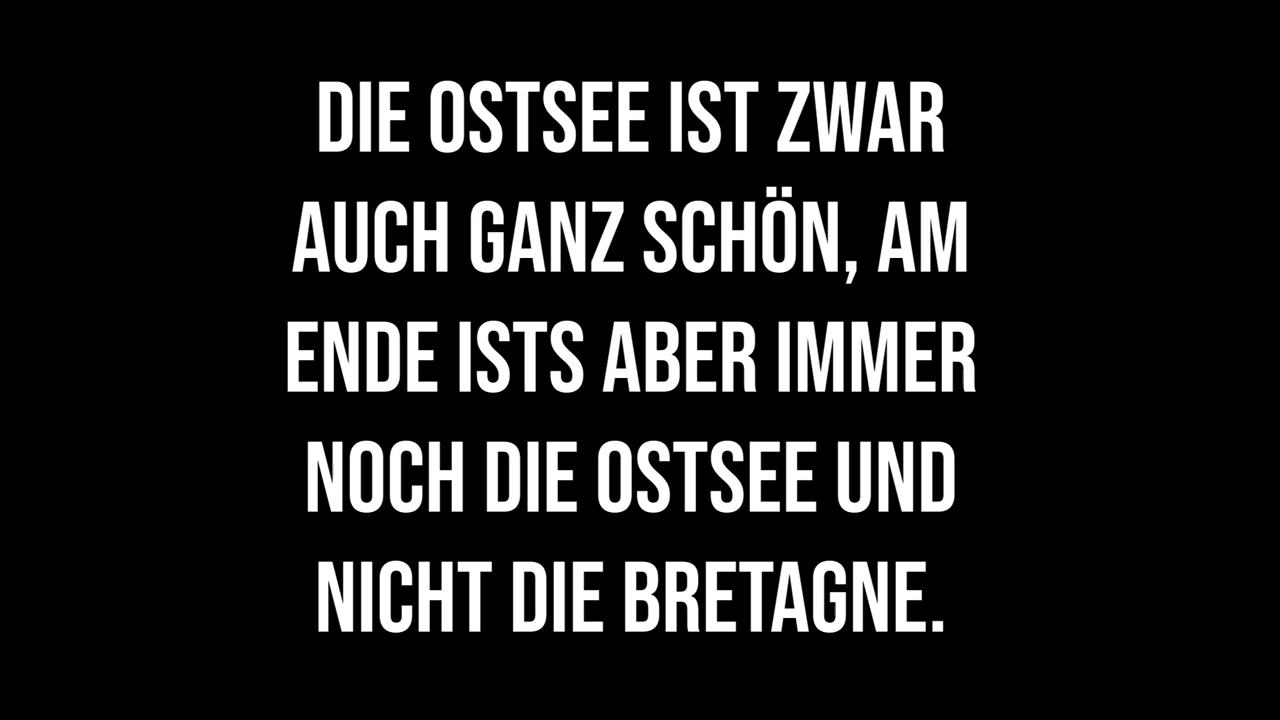 DIE OSTSEE IST ZWAR
AUCH GANZ SCHÖN, AM
ENDE ISTS ABER IMMER
NOCH DIE OSTSEE UND
NICHT DIE BRETAGNE.